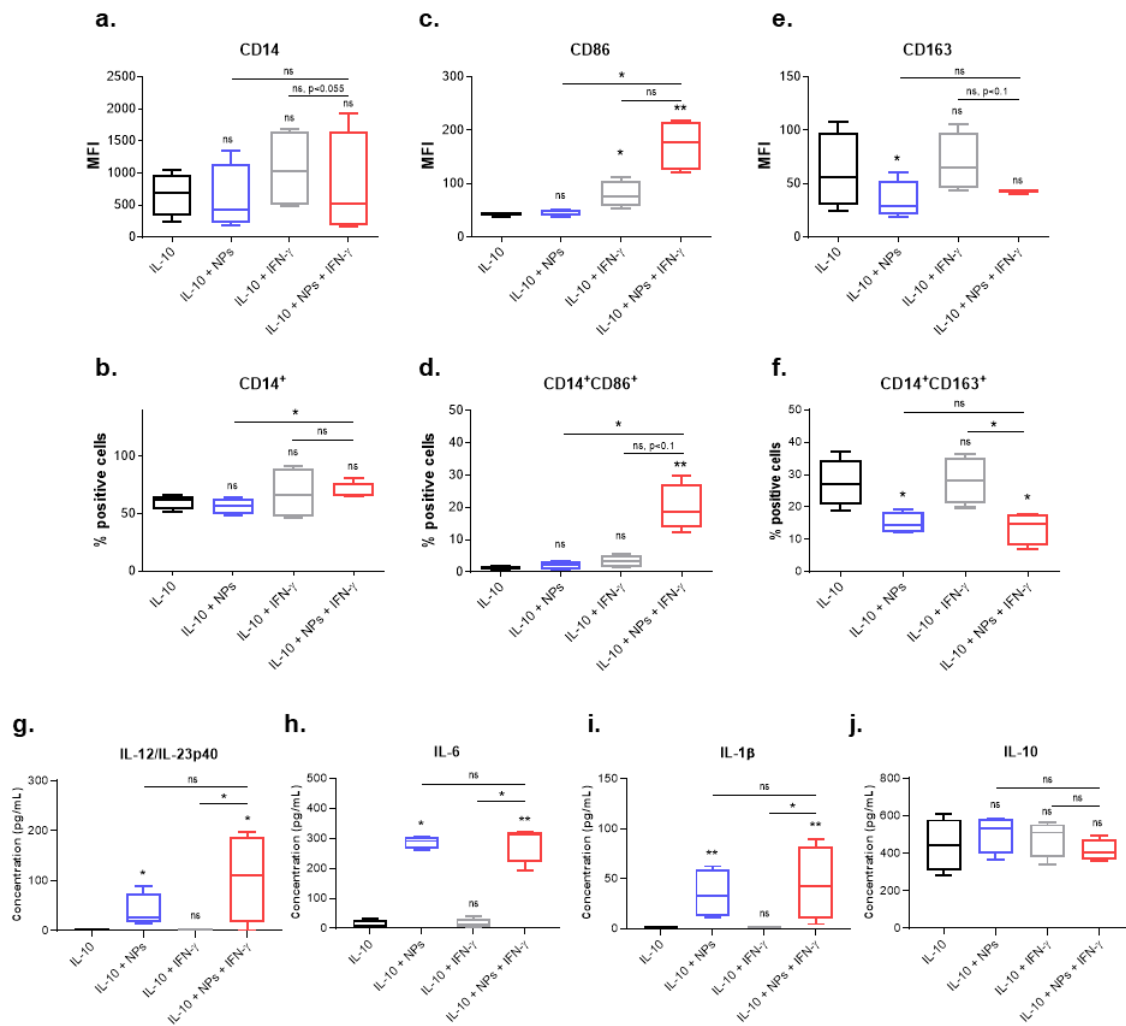 a.
CD14
MFI
2500
2000
1500
1000
500
0
ns
ns, p<0.055
ns
ns
ns
IL-10
IL-10 + NPs
IL-10 + IFN-γ
IL-10 + NPs + IFN-γ
c.
CD86
MFI
300
200
100
0
*
ns
**
*
ns
IL-10
IL-10 + NPs
IL-10 + IFN-γ
IL-10 + NPs + IFN-γ
e.
CD163
MFI
150
100
50
0
ns
ns, p<0.1
*
ns
ns
IL-10
IL-10 + NPs
IL-10 + IFN-γ
IL-10 + NPs + IFN-γ
b.
CD14⁺
% positive cells
100
50
0
*
ns
ns
ns
ns
IL-10
IL-10 + NPs
IL-10 + IFN-γ
IL-10 + NPs + IFN-γ
d.
CD14⁺CD86⁺
% positive cells
50
40
30
20
10
0
*
ns, p<0.1
**
ns
ns
IL-10
IL-10 + NPs
IL-10 + IFN-γ
IL-10 + NPs + IFN-γ
f.
CD14⁺CD163⁺
% positive cells
50
40
30
20
10
0
ns
*
ns
*
*
IL-10
IL-10 + NPs
IL-10 + IFN-γ
IL-10 + NPs + IFN-γ
g.
IL-12/IL-23p40
Concentration (pg/mL)
300
200
100
0
ns
*
*
*
ns
IL-10
IL-10 + NPs
IL-10 + IFN-γ
IL-10 + NPs + IFN-γ
h.
IL-6
Concentration (pg/mL)
500
400
300
200
100
0
ns
*
*
**
ns
IL-10
IL-10 + NPs
IL-10 + IFN-γ
IL-10 + NPs + IFN-γ
i.
IL-1β
Concentration (pg/mL)
150
100
50
0
ns
*
**
**
ns
IL-10
IL-10 + NPs
IL-10 + IFN-γ
IL-10 + NPs + IFN-γ
j.
IL-10
Concentration (pg/mL)
800
600
400
200
0
ns
ns
ns
ns
ns
IL-10
IL-10 + NPs
IL-10 + IFN-γ
IL-10 + NPs + IFN-γ